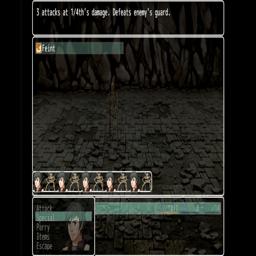 3 attacks at 1/4th's damage. Defeats enemy's guard.
Feint
Attack
Special
Parry
Items
Escape